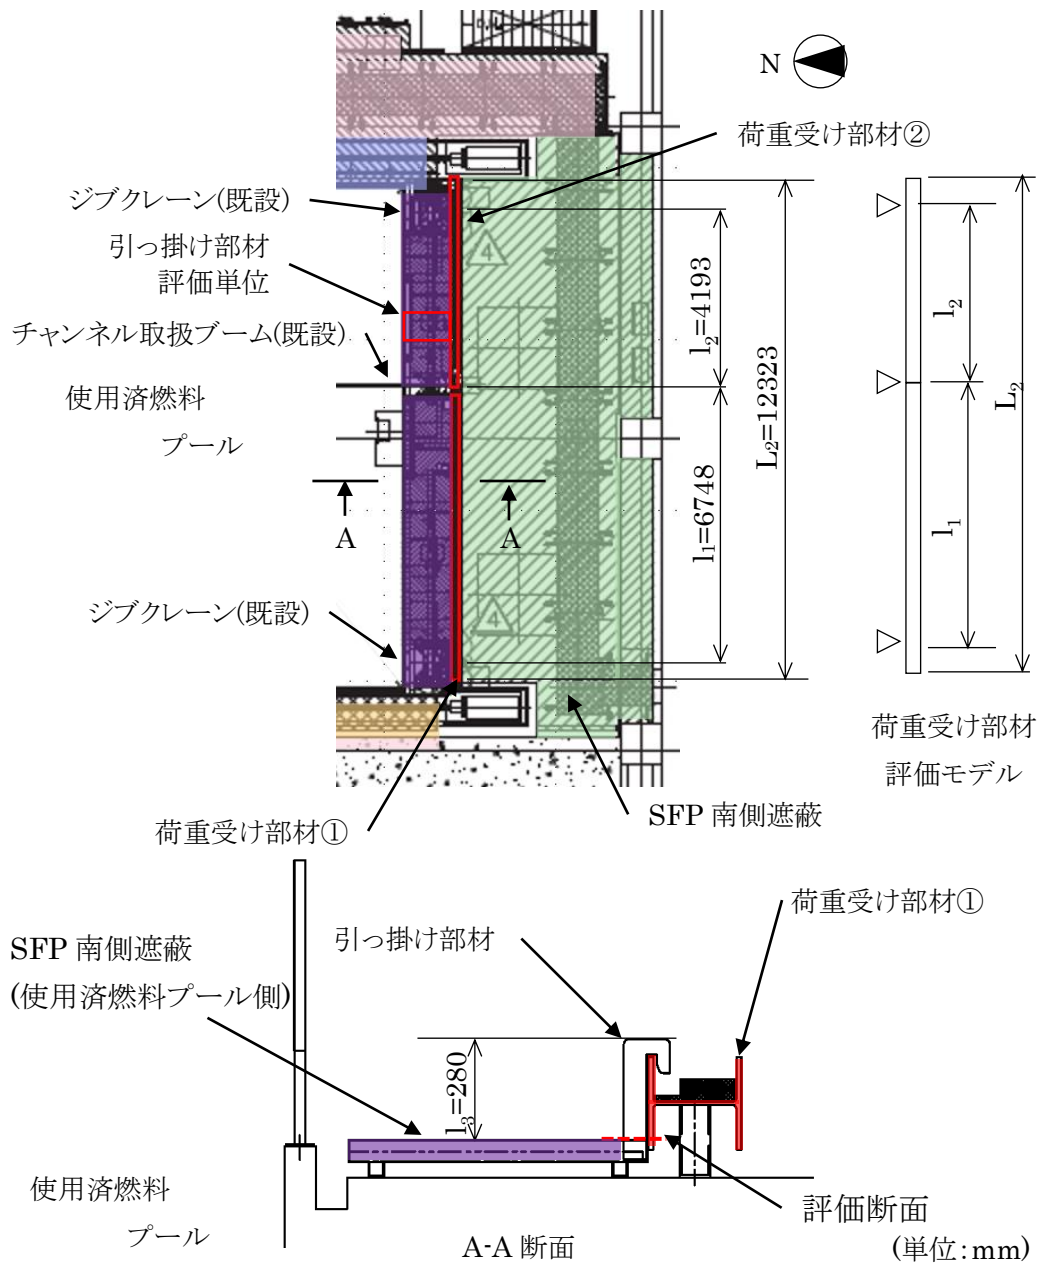 N
荷重受け部材②
ジブクレーン(既設)
引っ掛け部材
評価単位
チャンネル取扱ブーム(既設)
使用済燃料
プール
4
l₂=4193
L₂=12323
l₁=6748
A
A
4
ジブクレーン(既設)
l₂
L₂
l₁
荷重受け部材
評価モデル
SFP 南側遮蔽
荷重受け部材①
荷重受け部材①
引っ掛け部材
SFP 南側遮蔽
(使用済燃料プール側)
l₃=280
使用済燃料
プール
評価断面
A-A 断面
(単位:mm)